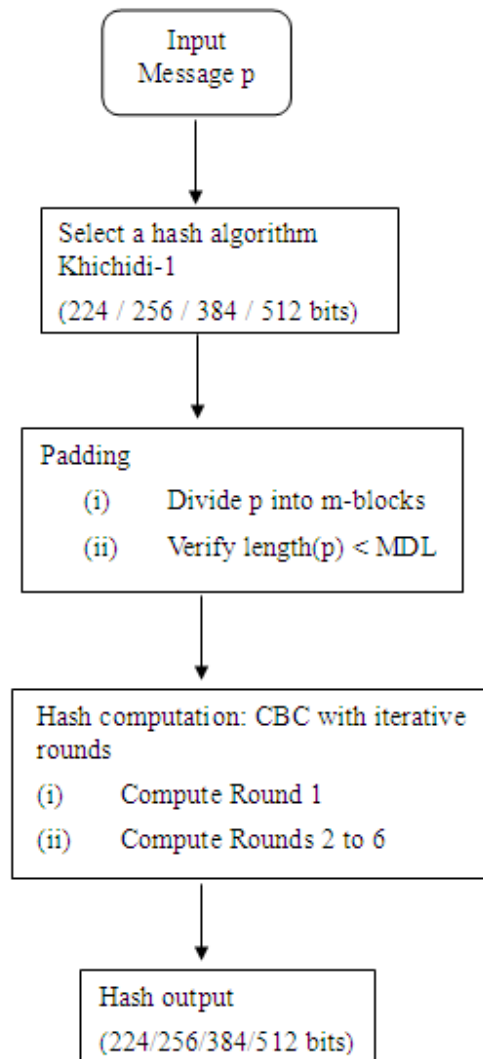 Input
Message p
Select a hash algorithm
Khichidi-1
(224 / 256 / 384 / 512 bits)
Padding
(i) Divide p into m-blocks
(ii) Verify length(p) < MDL
Hash computation: CBC with iterative
rounds
(i) Compute Round 1
(ii) Compute Rounds 2 to 6
Hash output
(224/256/384/512 bits)